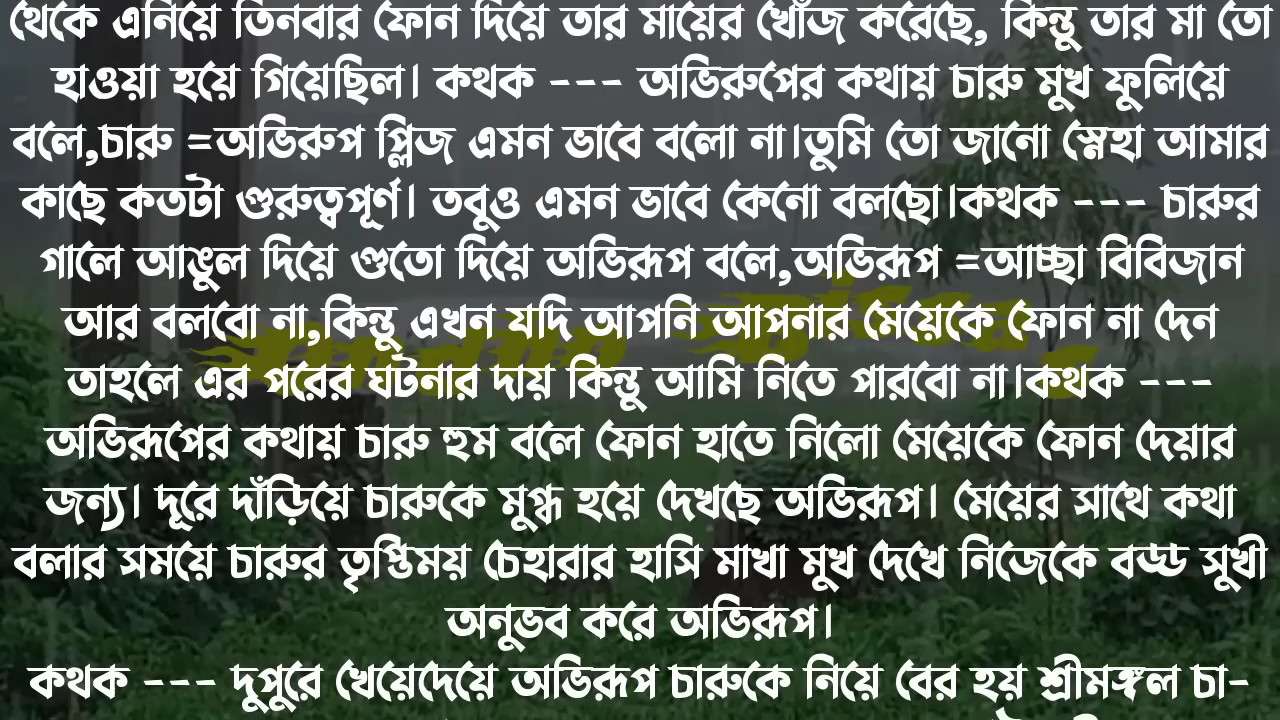 থেকে এনিয়ে তিনবার ফোন দিয়ে তার মায়ের খোঁজ করেছে, কিন্তু তার মা তো
হাওয়া হয়ে গিয়েছিল। কথক --- অভিরুপের কথায় চারু মুখ ফুলিয়ে
বলে,চারু =অভিরুপ প্লিজ এমন ভাবে বলো না।তুমি তো জানো স্নেহা আমার
কাছে কতটা গুরুত্বপূর্ণ। তবুও এমন ভাবে কেনো বলছো।কথক --- চারুর
গালে আঙুল দিয়ে গুতো দিয়ে অভিরূপ বলে,অভিরূপ =আচ্ছা বিবিজান
আর বলবো না,কিন্তু এখন যদি আপনি আপনার মেয়েকে ফোন না দেন
তাহলে এর পরের ঘটনার দায় কিন্তু আমি নিতে পারবো না।কথক ---
অভিরূপের কথায় চারু হুম বলে ফোন হাতে নিলো মেয়েকে ফোন দেয়ার
জন্য। দূরে দাঁড়িয়ে চারুকে মুগ্ধ হয়ে দেখছে অভিরূপ। মেয়ের সাথে কথা
বলার সময়ে চারুর তৃপ্তিময় চেহারার হাসি মাখা মুখ দেখে নিজেকে বড্ড সুখী
অনুভব করে অভিরূপ।
কথক --- দুপুরে খেয়েদেয়ে অভিরূপ চারুকে নিয়ে বের হয় শ্রীমঙ্গল চা-